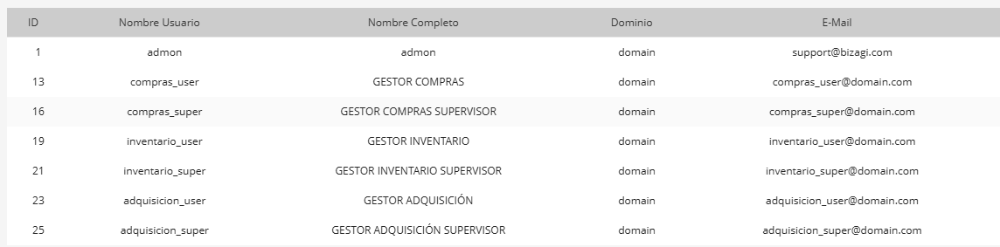 ID Nombre Usuario Nombre Completo Dominio E-Mail
1 admon admon domain support@bizagi.com
13 compras_user GESTOR COMPRAS domain compras_user@domain.com
16 compras_super GESTOR COMPRAS SUPERVISOR domain compras_super@domain.com
19 inventario_user GESTOR INVENTARIO domain inventario_user@domain.com
21 inventario_super GESTOR INVENTARIO SUPERVISOR domain inventario_super@domain.com
23 adquisicion_user GESTOR ADQUISICIÓN domain adquisicion_user@domain.com
25 adquisicion_super GESTOR ADQUISICIÓN SUPERVISOR domain adquisicion_super@domain.com